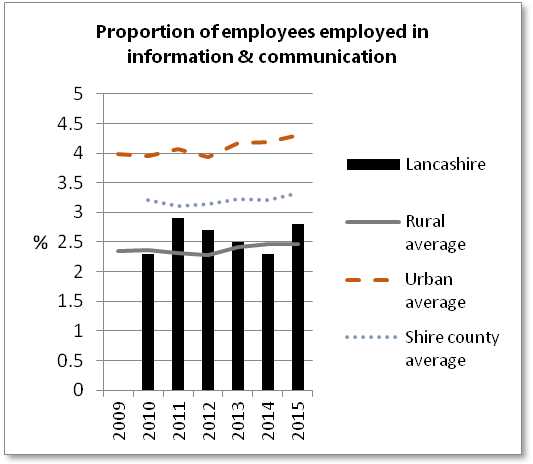 Proportion of employees employed in
information & communication
5
4.5
4
3.5
3
2.5
2
1.5
1
0.5
0
%
2009
2010
2011
2012
2013
2014
2015
Lancashire
Rural
average
Urban
average
Shire county
average